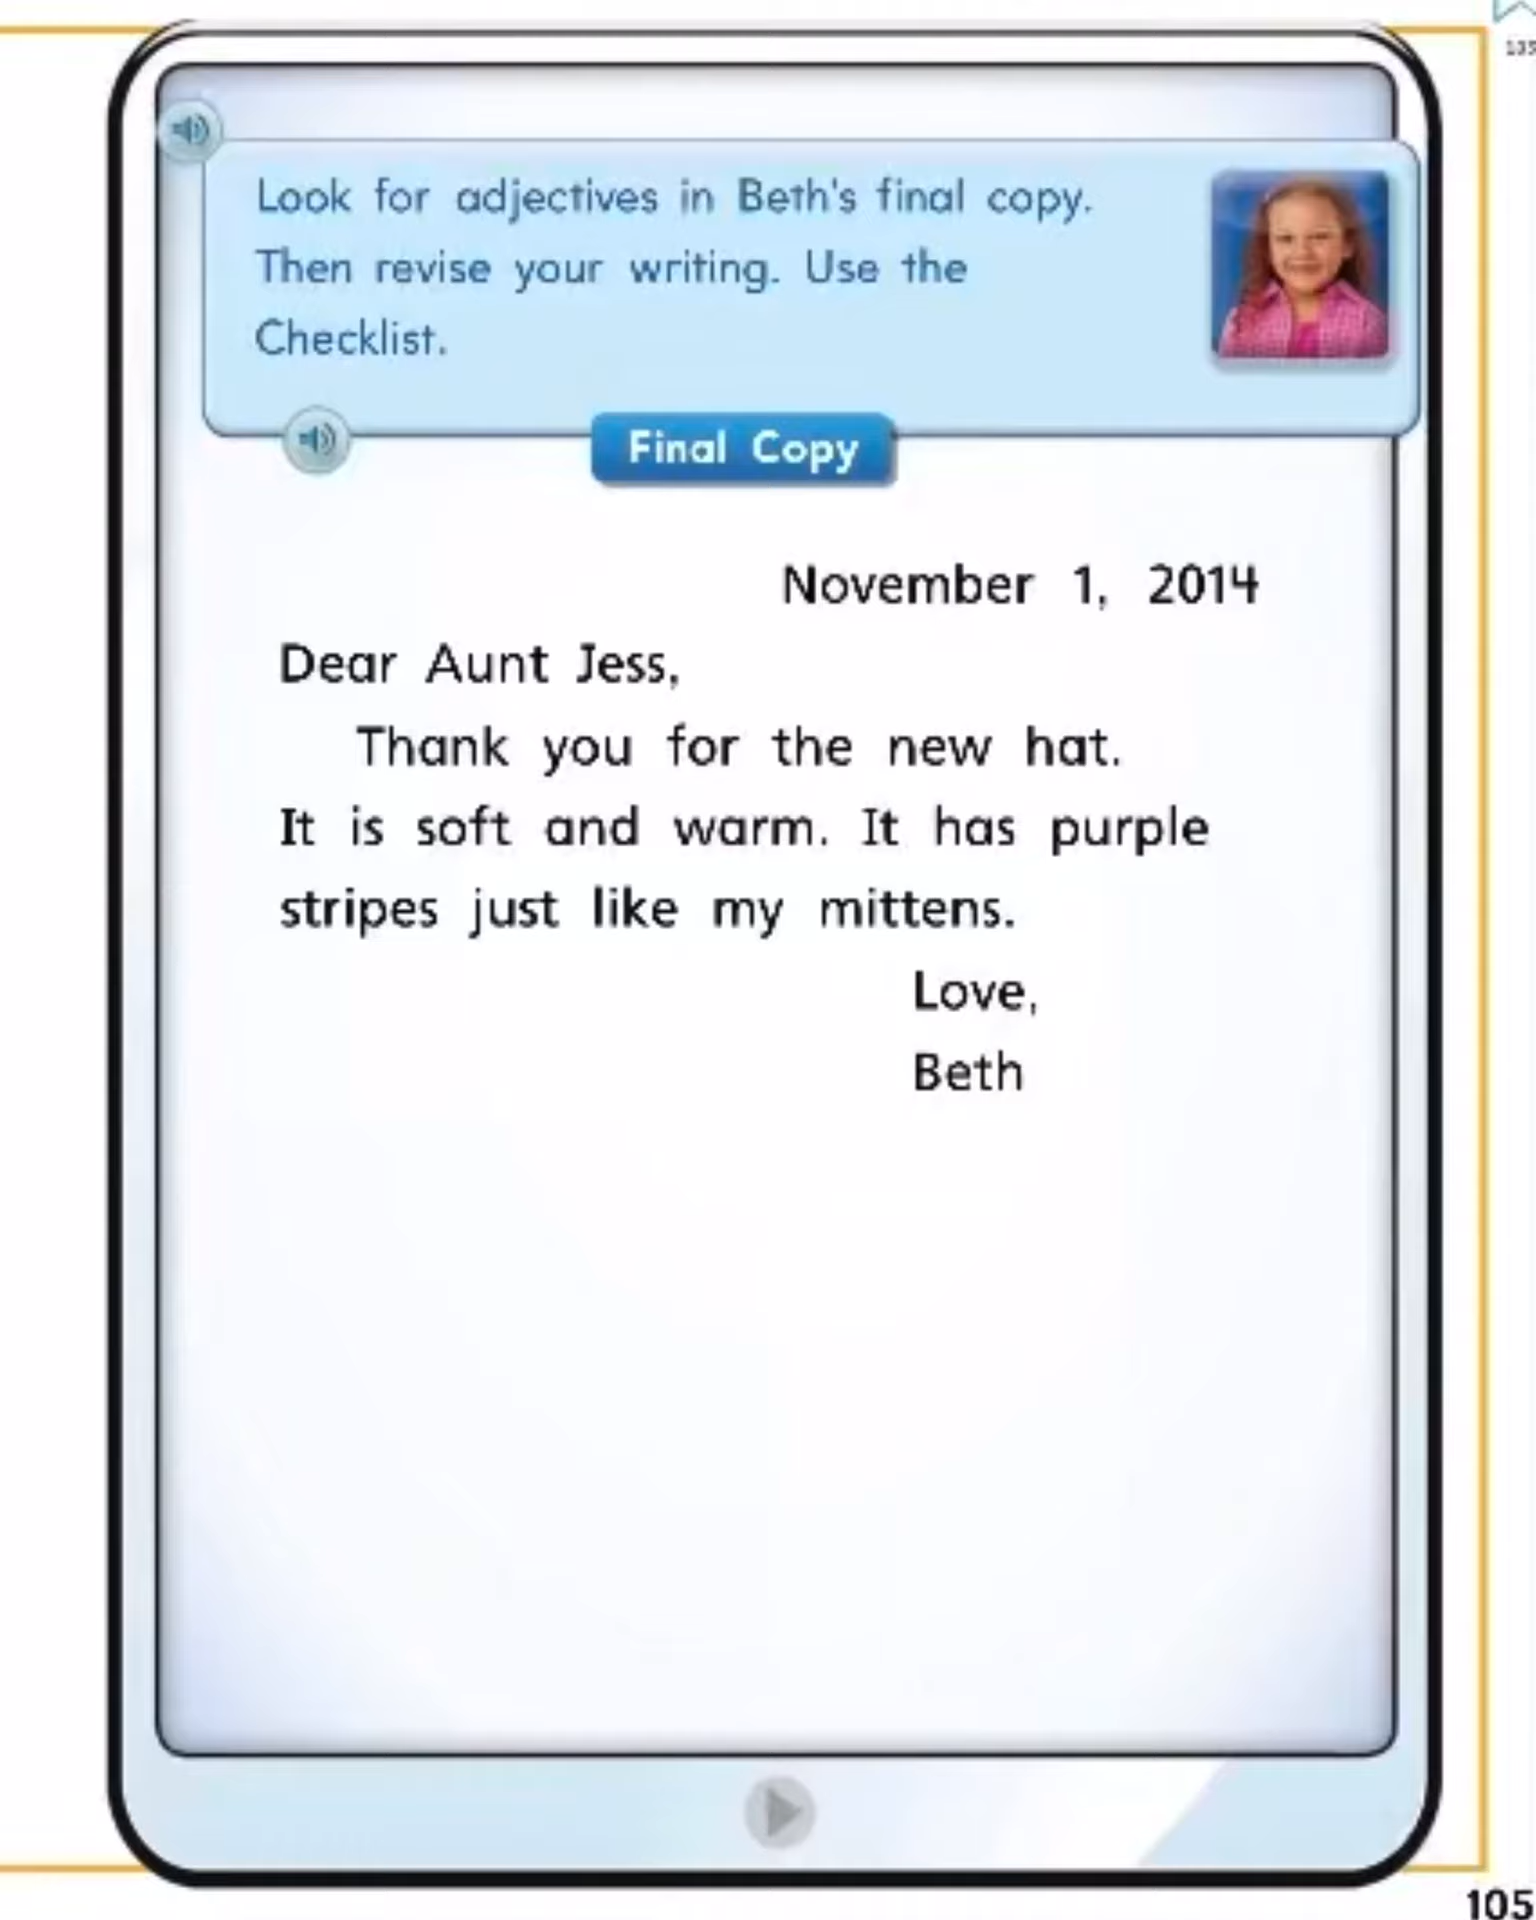 Look for adjectives in Beth's final copy.
Then revise your writing. Use the
Checklist.
Final Copy
November 1, 2014
Dear Aunt Jess,
Thank you for the new hat.
It is soft and warm. It has purple
stripes just like my mittens.
Love,
Beth
105